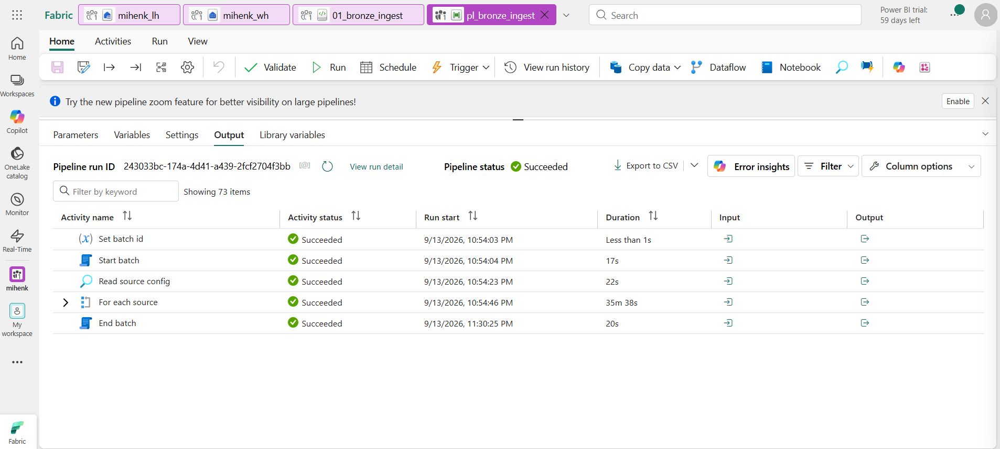 Fabric
1
mihenk_lh
1
mihenk_wh
1
01_bronze_ingest
1
pl_bronze_ingest
Search
Power BI trial:
59 days left
Home
Activities
Run
View
Validate
Run
Schedule
Trigger
View run history
Copy data
Dataflow
Notebook
Try the new pipeline zoom feature for better visibility on large pipelines!
Enable
Parameters
Variables
Settings
Output
Library variables
Pipeline run ID
243033bc-174a-4d41-a439-2fcf2704f3bb
[@]
View run detail
Pipeline status
Succeeded
Export to CSV
Error insights
Filter
Column options
Filter by keyword
Showing 73 items
Activity name
Activity status
Run start
Duration
Input
Output
(x) Set batch id
Succeeded
9/13/2026, 10:54:03 PM
Less than 1s
Start batch
Succeeded
9/13/2026, 10:54:04 PM
17s
Read source config
Succeeded
9/13/2026, 10:54:23 PM
22s
For each source
Succeeded
9/13/2026, 10:54:46 PM
35m 38s
End batch
Succeeded
9/13/2026, 11:30:25 PM
20s
Home
Workspaces
Copilot
OneLake
catalog
Monitor
Real-Time
1
mihenk
My
workspace
Fabric